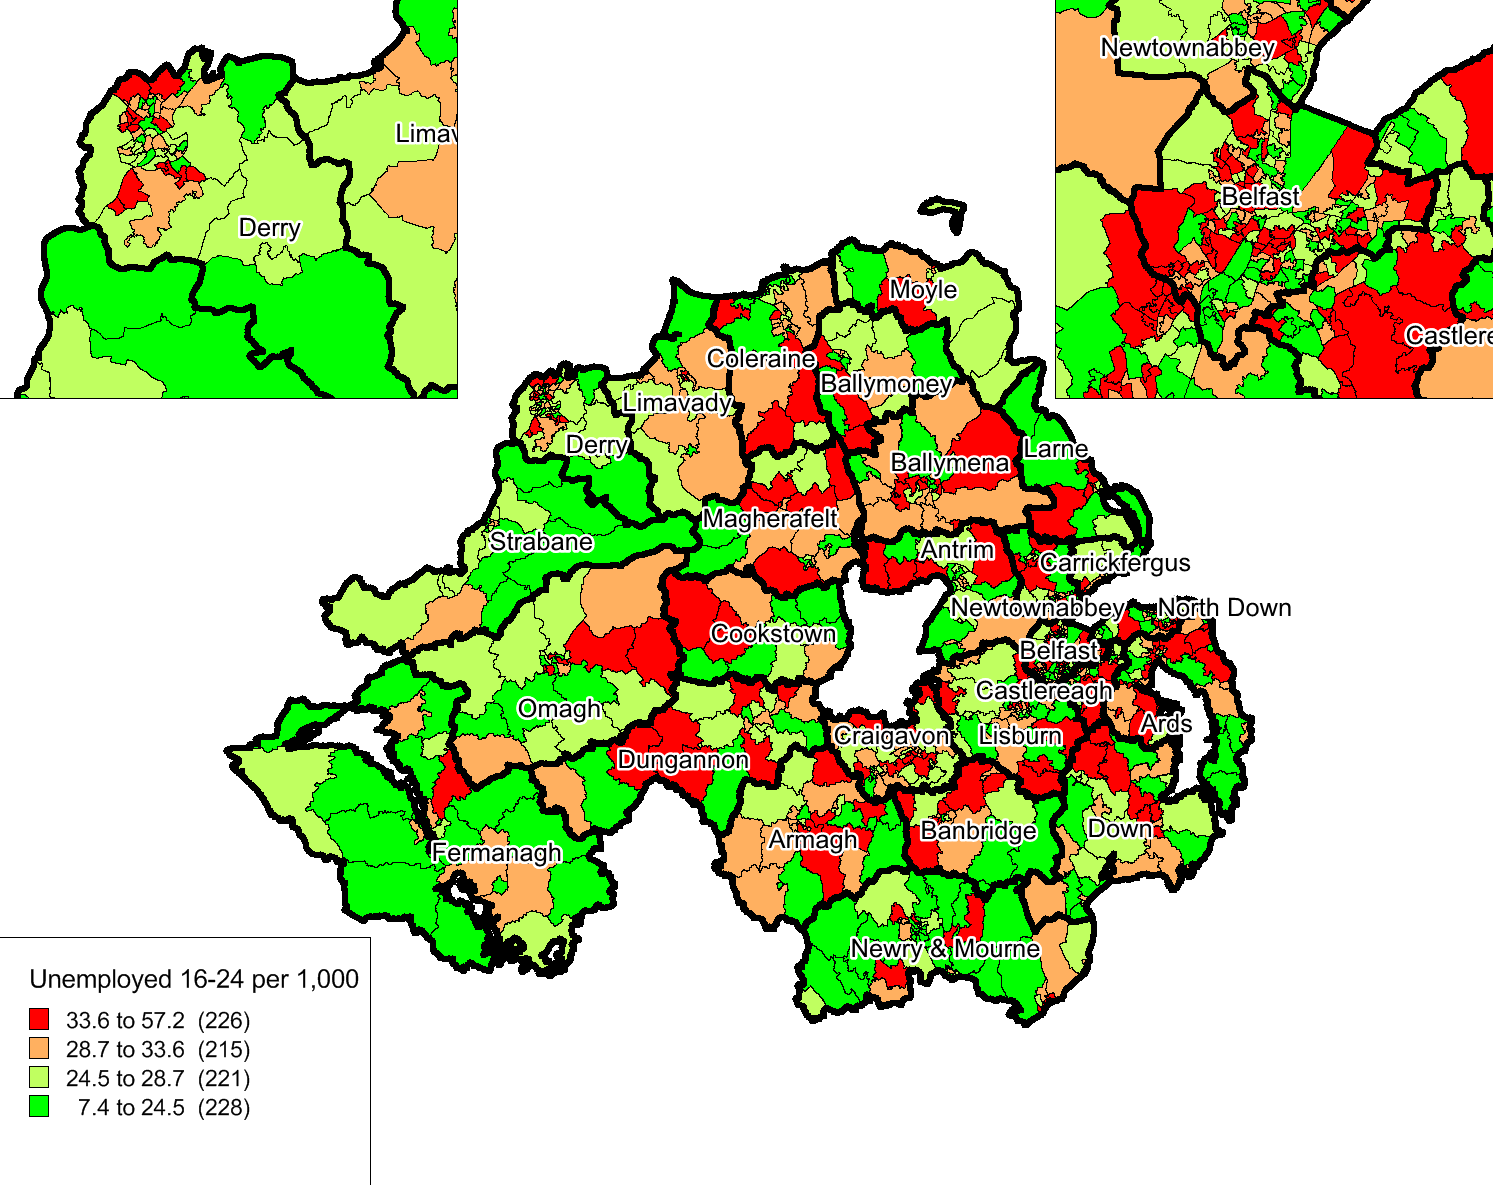 Limav
Derry
Newtownabbey
Belfast
Castlere
Moyle
Coleraine
Ballymoney
Limavady
Derry
Larne
Ballymena
Magherafelt
Strabane
Antrim
Carrickfergus
Newtownabbey
North Down
Cookstown
Belfast
Castlereagh
Omagh
Ards
Craigavon
Lisburn
Dungannon
Banbridge
Down
Armagh
Fermanagh
Newry & Mourne
Unemployed 16-24 per 1,000
33.6 to 57.2 (226)
28.7 to 33.6 (215)
24.5 to 28.7 (221)
7.4 to 24.5 (228)